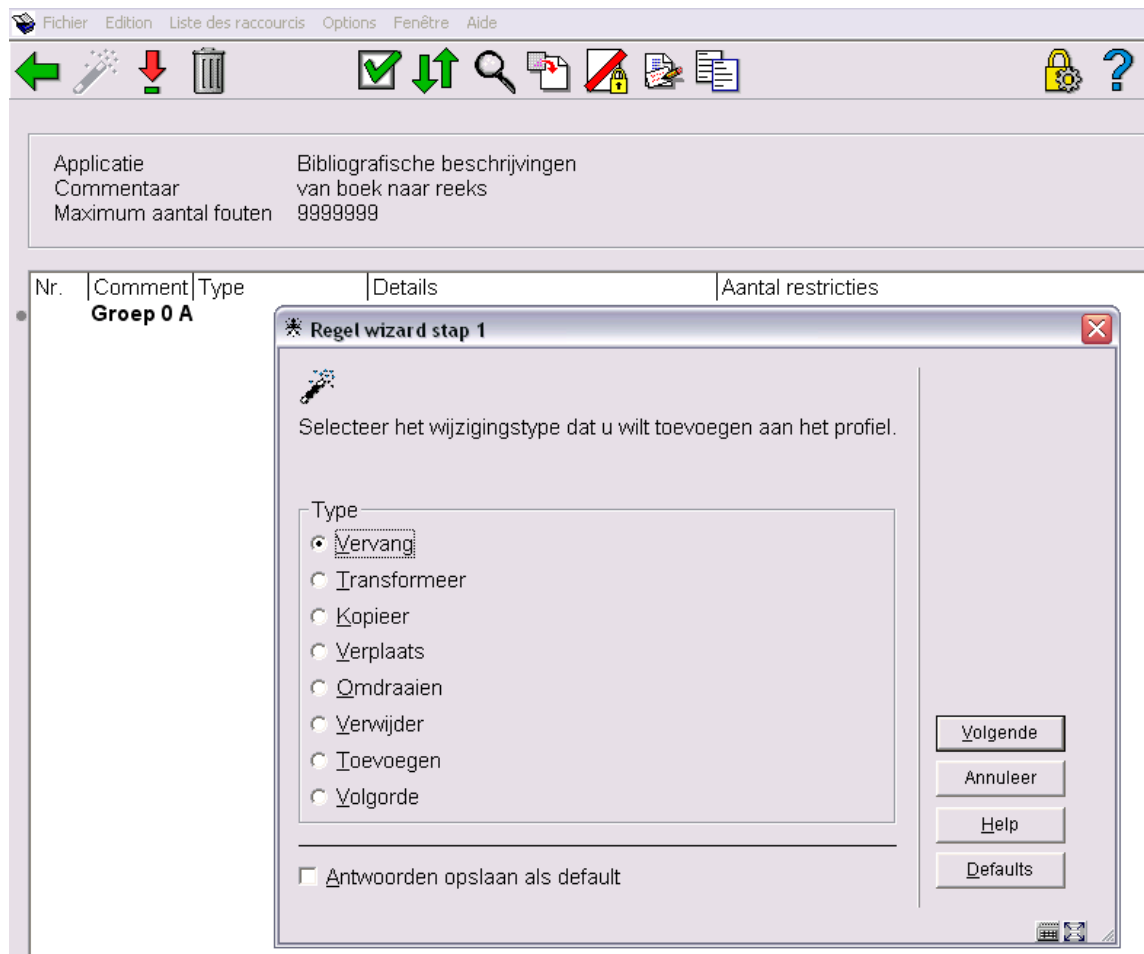 Fichier Edition Liste des raccourcis Options Fenêtre Aide
Applicatie Bibliografische beschrijvingen
Commentaar van boek naar reeks
Maximum aantal fouten 9999999
Nr. Comment Type Details Aantal restricties
Groep 0 A
Regel wizard stap 1
Selecteer het wijzigingstype dat u wilt toevoegen aan het profiel.
Type
Vervang
Transformeer
Kopieer
Verplaats
Omdraaien
Verwijder
Toevoegen
Volgorde
Volgende
Annuleer
Help
Defaults
Antwoorden opslaan als default